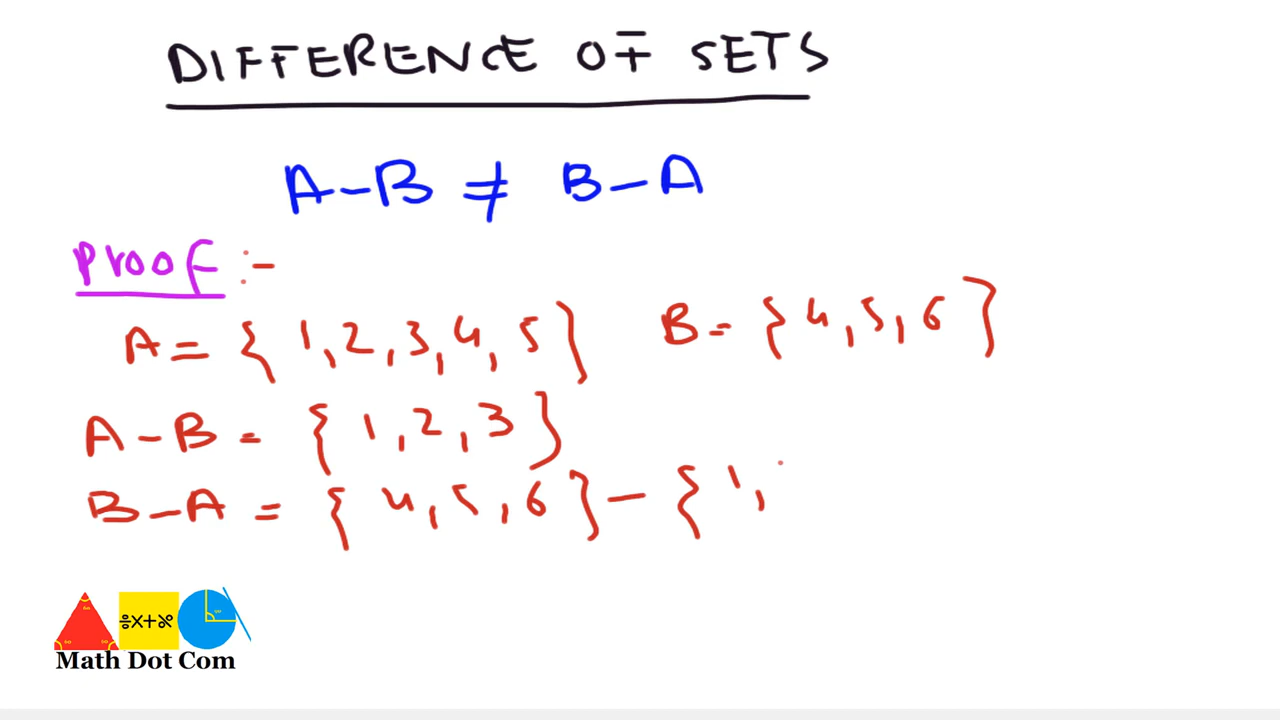 DIFFERENCE OF SETS
A-B ≠ B-A
Proof :-
A = { 1, 2, 3, 4, 5 } B = { 4, 5, 6 }
A-B = { 1, 2, 3 }
B-A = { 4, 5, 6 } - { 1,
÷x+%
Math Dot Com